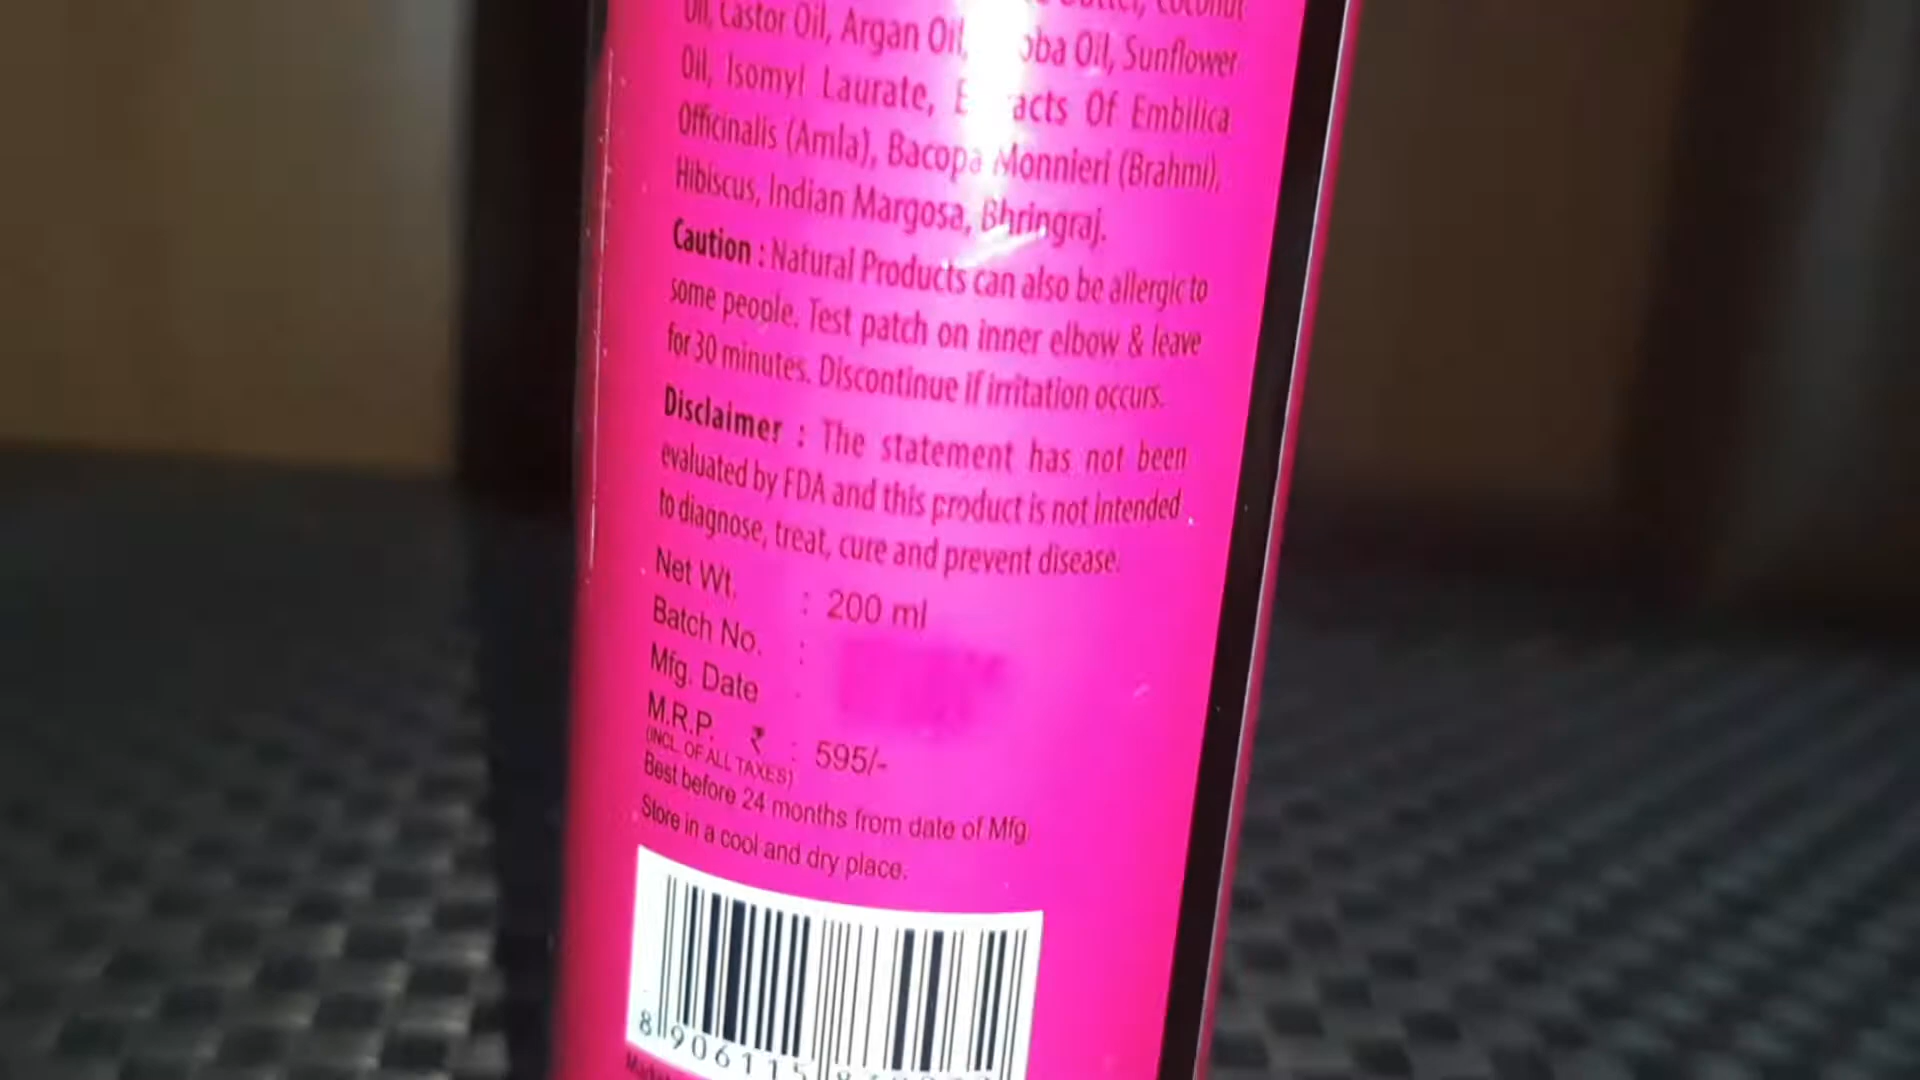 Oil, Castor Oil, Argan Oil, Oil, Sunflower
Oil, Isomyl Laurate, Of Embilica
Officinalis (Amla), Bacopa Monnieri (Brahmi),
Hibiscus, Indian Margosa, Bhringraj.
Caution : Natural Products can also be allergic to
some people. Test patch on inner elbow & leave
for 30 minutes. Discontinue if irritation occurs.
Disclaimer : The statement has not been
evaluated by FDA and this product is not intended
to diagnose, treat, cure and prevent disease.
Net Wt. : 200 ml
Batch No. :
Mfg. Date :
M.R.P. ₹ : 595/-
(INCL. OF ALL TAXES)
Best before 24 months from date of Mfg.
Store in a cool and dry place.
8 906115